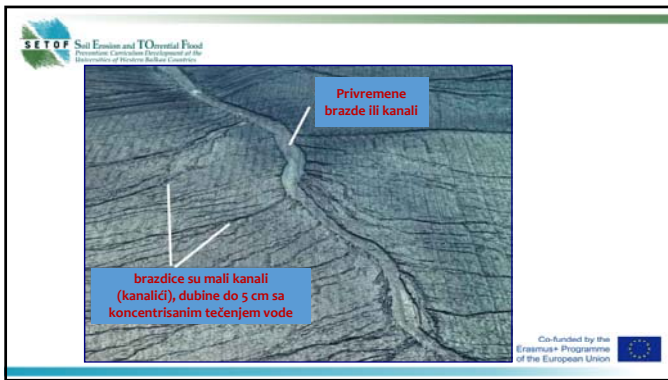 SETOF Soil Erosion and TOrrential Flood
Prevention: Curriculum Development at the
Universities of Western Balkan Countries
Privremene
brazde ili kanali
brazdice su mali kanali
(kanalići), dubine do 5 cm sa
koncentrisanim tečenjem vode
Co-funded by the
Erasmus+ Programme
of the European Union